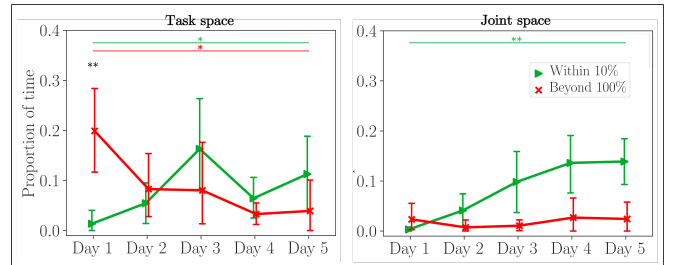 Task space
Joint space
Proportion of time
0.4
0.3
0.2
0.1
0.0
*
*
**
Day 1 Day 2 Day 3 Day 4 Day 5
0.4
0.3
0.2
0.1
0.0
**
Within 10%
Beyond 100%
Day 1 Day 2 Day 3 Day 4 Day 5